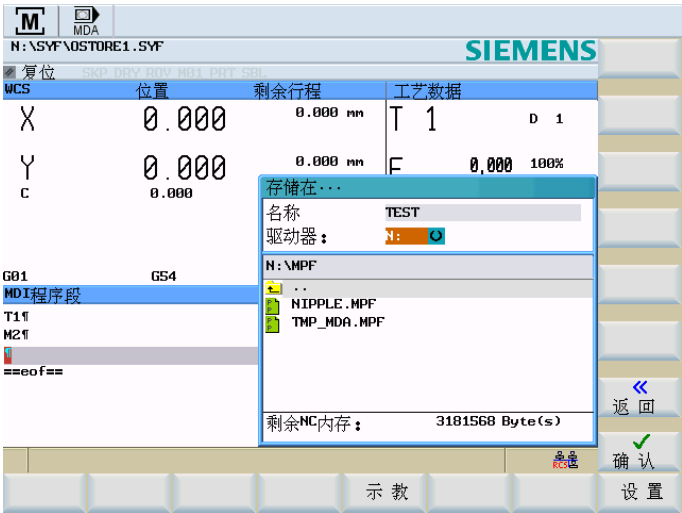 M MDA
N:\SYF\OSTORE1.SYF
SIEMENS
复位 SKP DRY ROV M01 PRT SBL
WCS 位置 剩余行程 工艺数据
X 0.000 0.000 mm T 1 D 1
Y 0.000 0.000 mm F 0,000 100%
C 0.000
存储在···
名称 TEST
驱动器： N:
G01 G54
N:\MPF
MDI程序段
..
T1¶
NIPPLE.MPF
M2¶
TMP_MDA.MPF
¶
==eof==
返回
剩余NC内存： 3181568 Byte(s)
RCS
确认
示教
设置